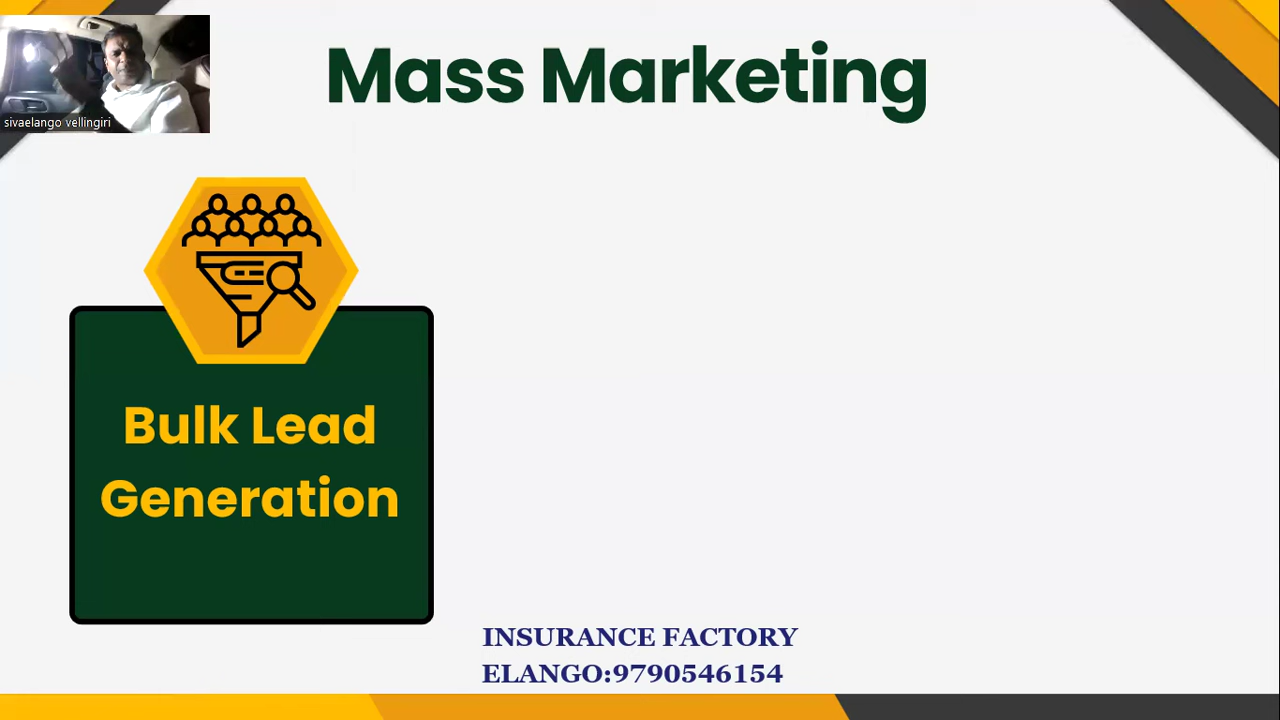 Mass Marketing
sivaelango vellingiri
Bulk Lead
Generation
INSURANCE FACTORY
ELANGO:9790546154